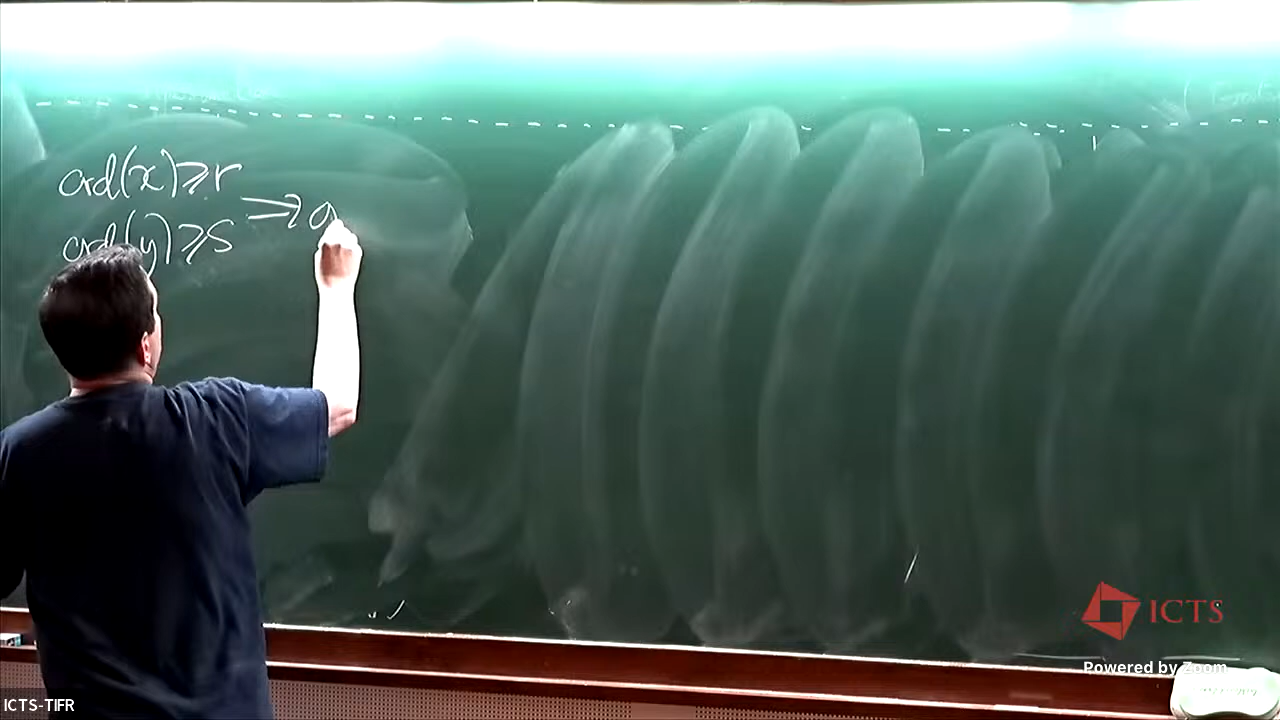 ord(x)⩾r
ord(y)⩾s
⇒ o
ICTS
Powered by Zoom
ICTS-TIFR